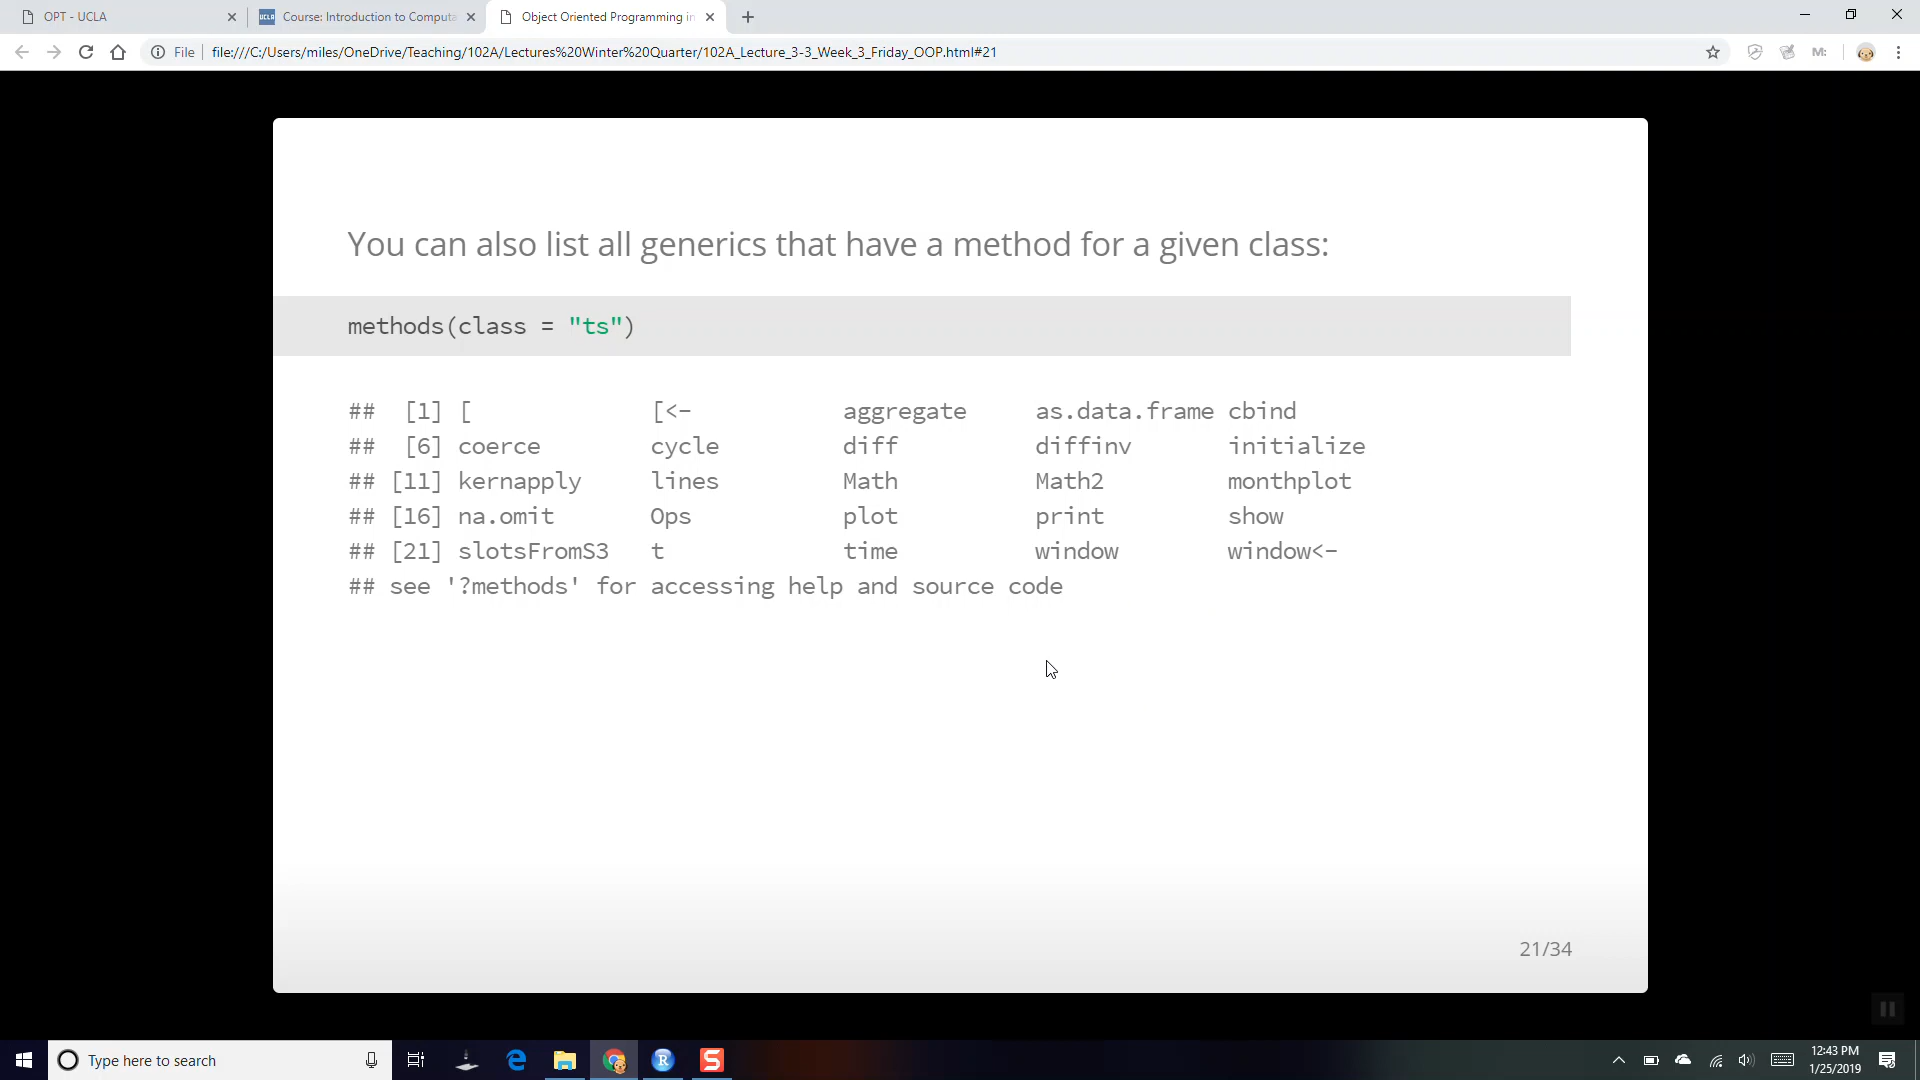 OPT - UCLA
UCLA Course: Introduction to Computa
Object Oriented Programming in
File file:///C:/Users/miles/OneDrive/Teaching/102A/Lectures%20Winter%20Quarter/102A_Lecture_3-3_Week_3_Friday_OOP.html#21
M:
You can also list all generics that have a method for a given class:
methods(class = "ts")
## [1] [ [<- aggregate as.data.frame cbind
## [6] coerce cycle diff diffinv initialize
## [11] kernapply lines Math Math2 monthplot
## [16] na.omit Ops plot print show
## [21] slotsFromS3 t time window window<-
## see '?methods' for accessing help and source code
21/34
Type here to search
R
S
12:43 PM
1/25/2019